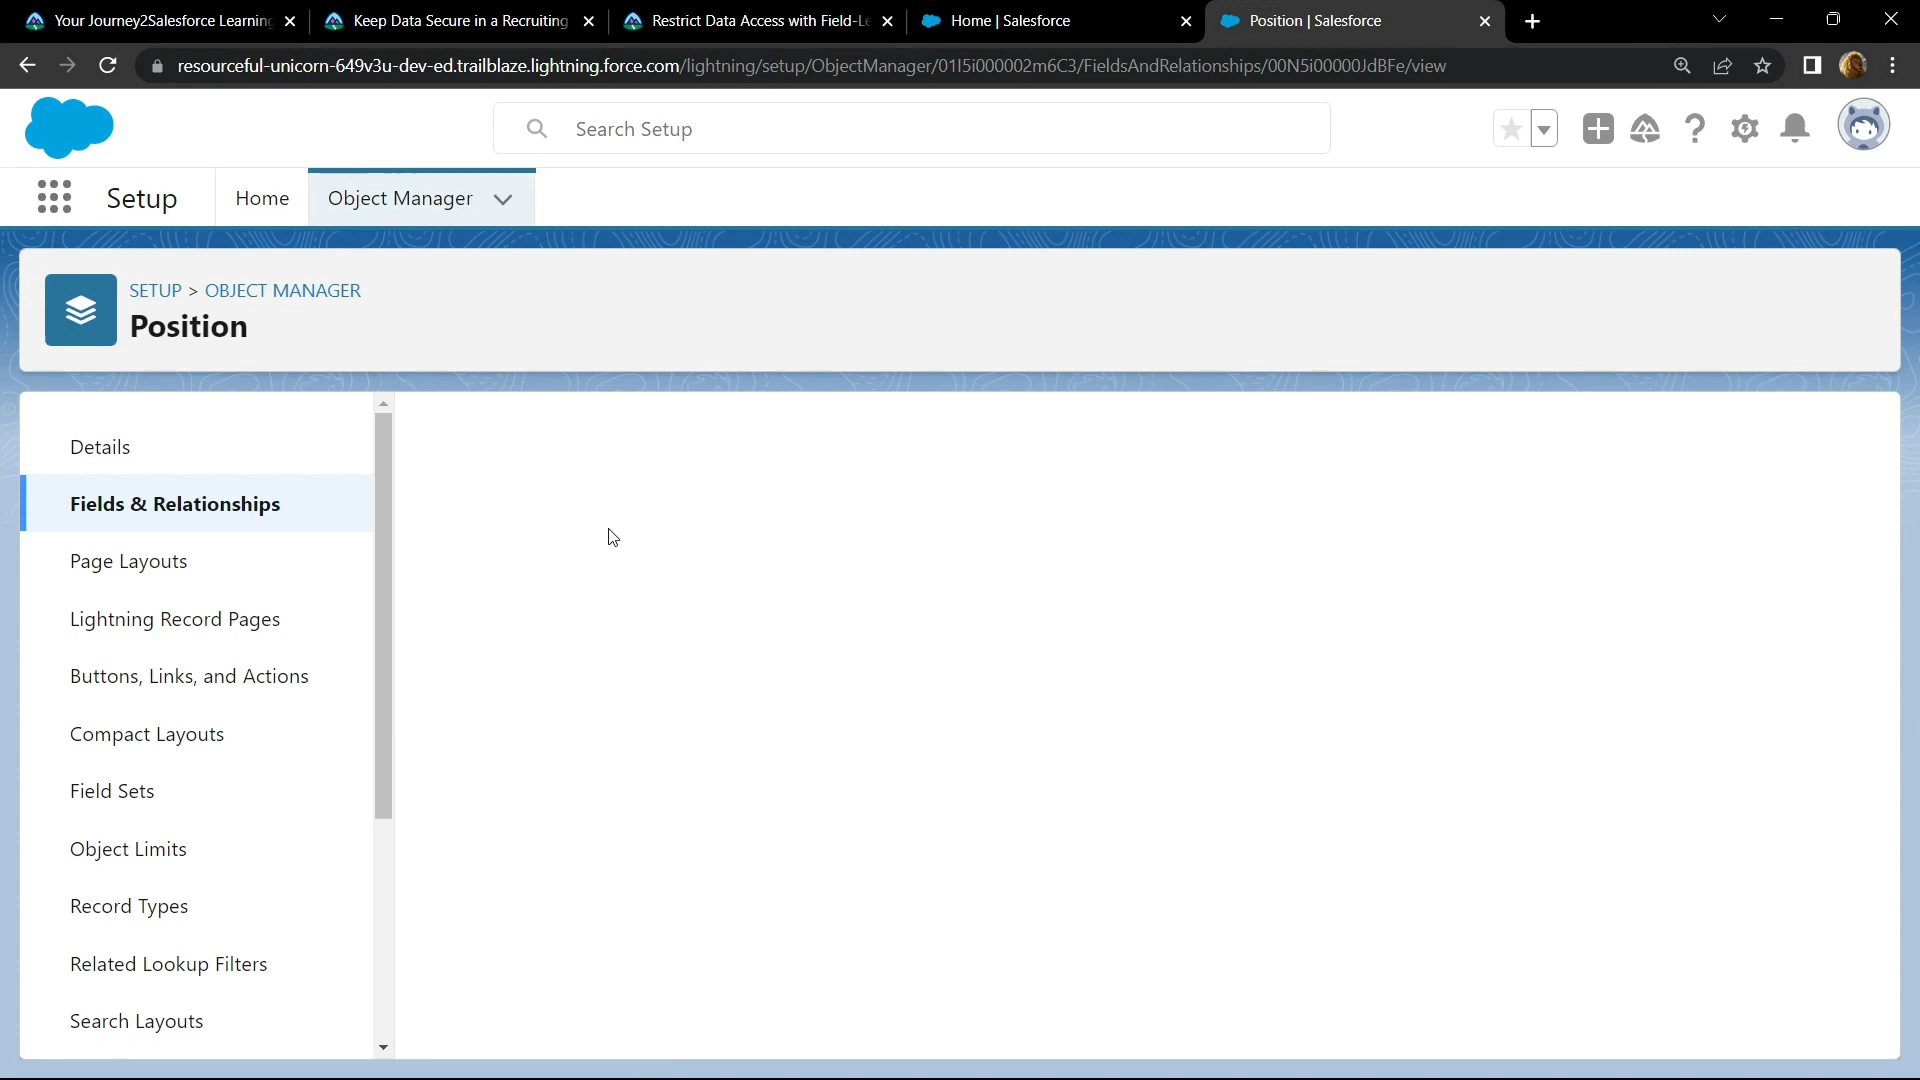 Your Journey2Salesforce Learning
Keep Data Secure in a Recruiting
Restrict Data Access with Field-Le
Home | Salesforce
Position | Salesforce
resourceful-unicorn-649v3u-dev-ed.trailblaze.lightning.force.com/lightning/setup/ObjectManager/01I5i000002m6C3/FieldsAndRelationships/00N5i00000JdBFe/view
Search Setup
Setup
Home
Object Manager
SETUP > OBJECT MANAGER
Position
Details
Fields & Relationships
Page Layouts
Lightning Record Pages
Buttons, Links, and Actions
Compact Layouts
Field Sets
Object Limits
Record Types
Related Lookup Filters
Search Layouts